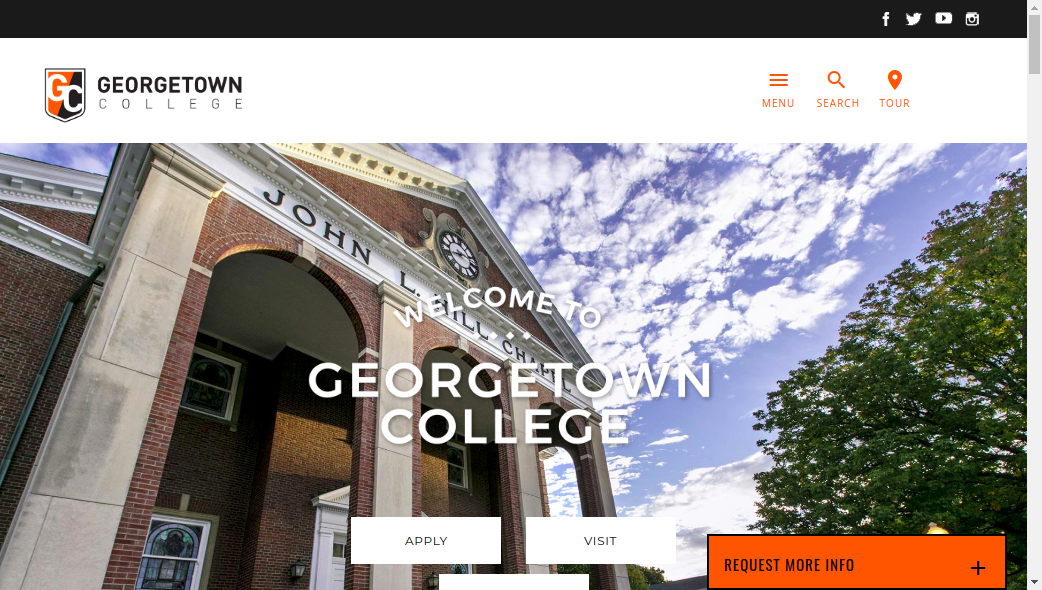 GEORGETOWN
COLLEGE
GC
MENU
SEARCH
TOUR
JOHN L. HILL CHAPEL
WELCOME TO
GEORGETOWN
COLLEGE
APPLY
VISIT
REQUEST MORE INFO